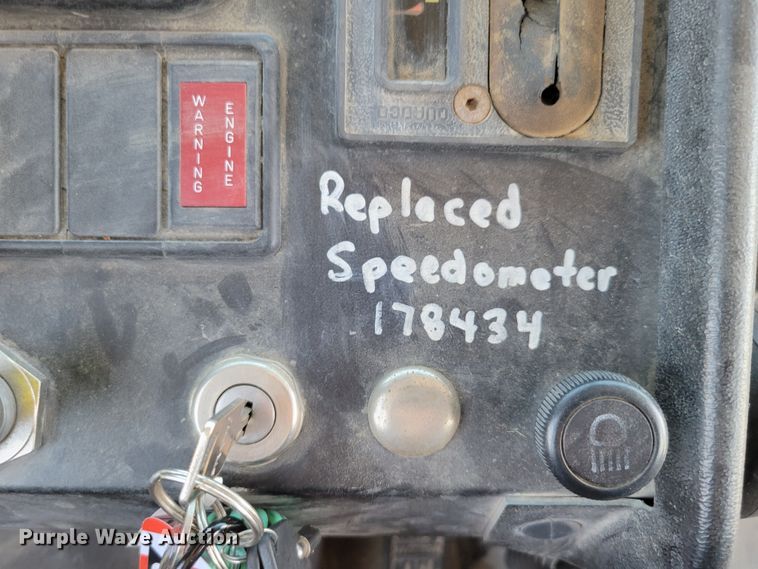 WARNING
ENGINE
Replaced
Speedometer
178434
Purple Wave Auction